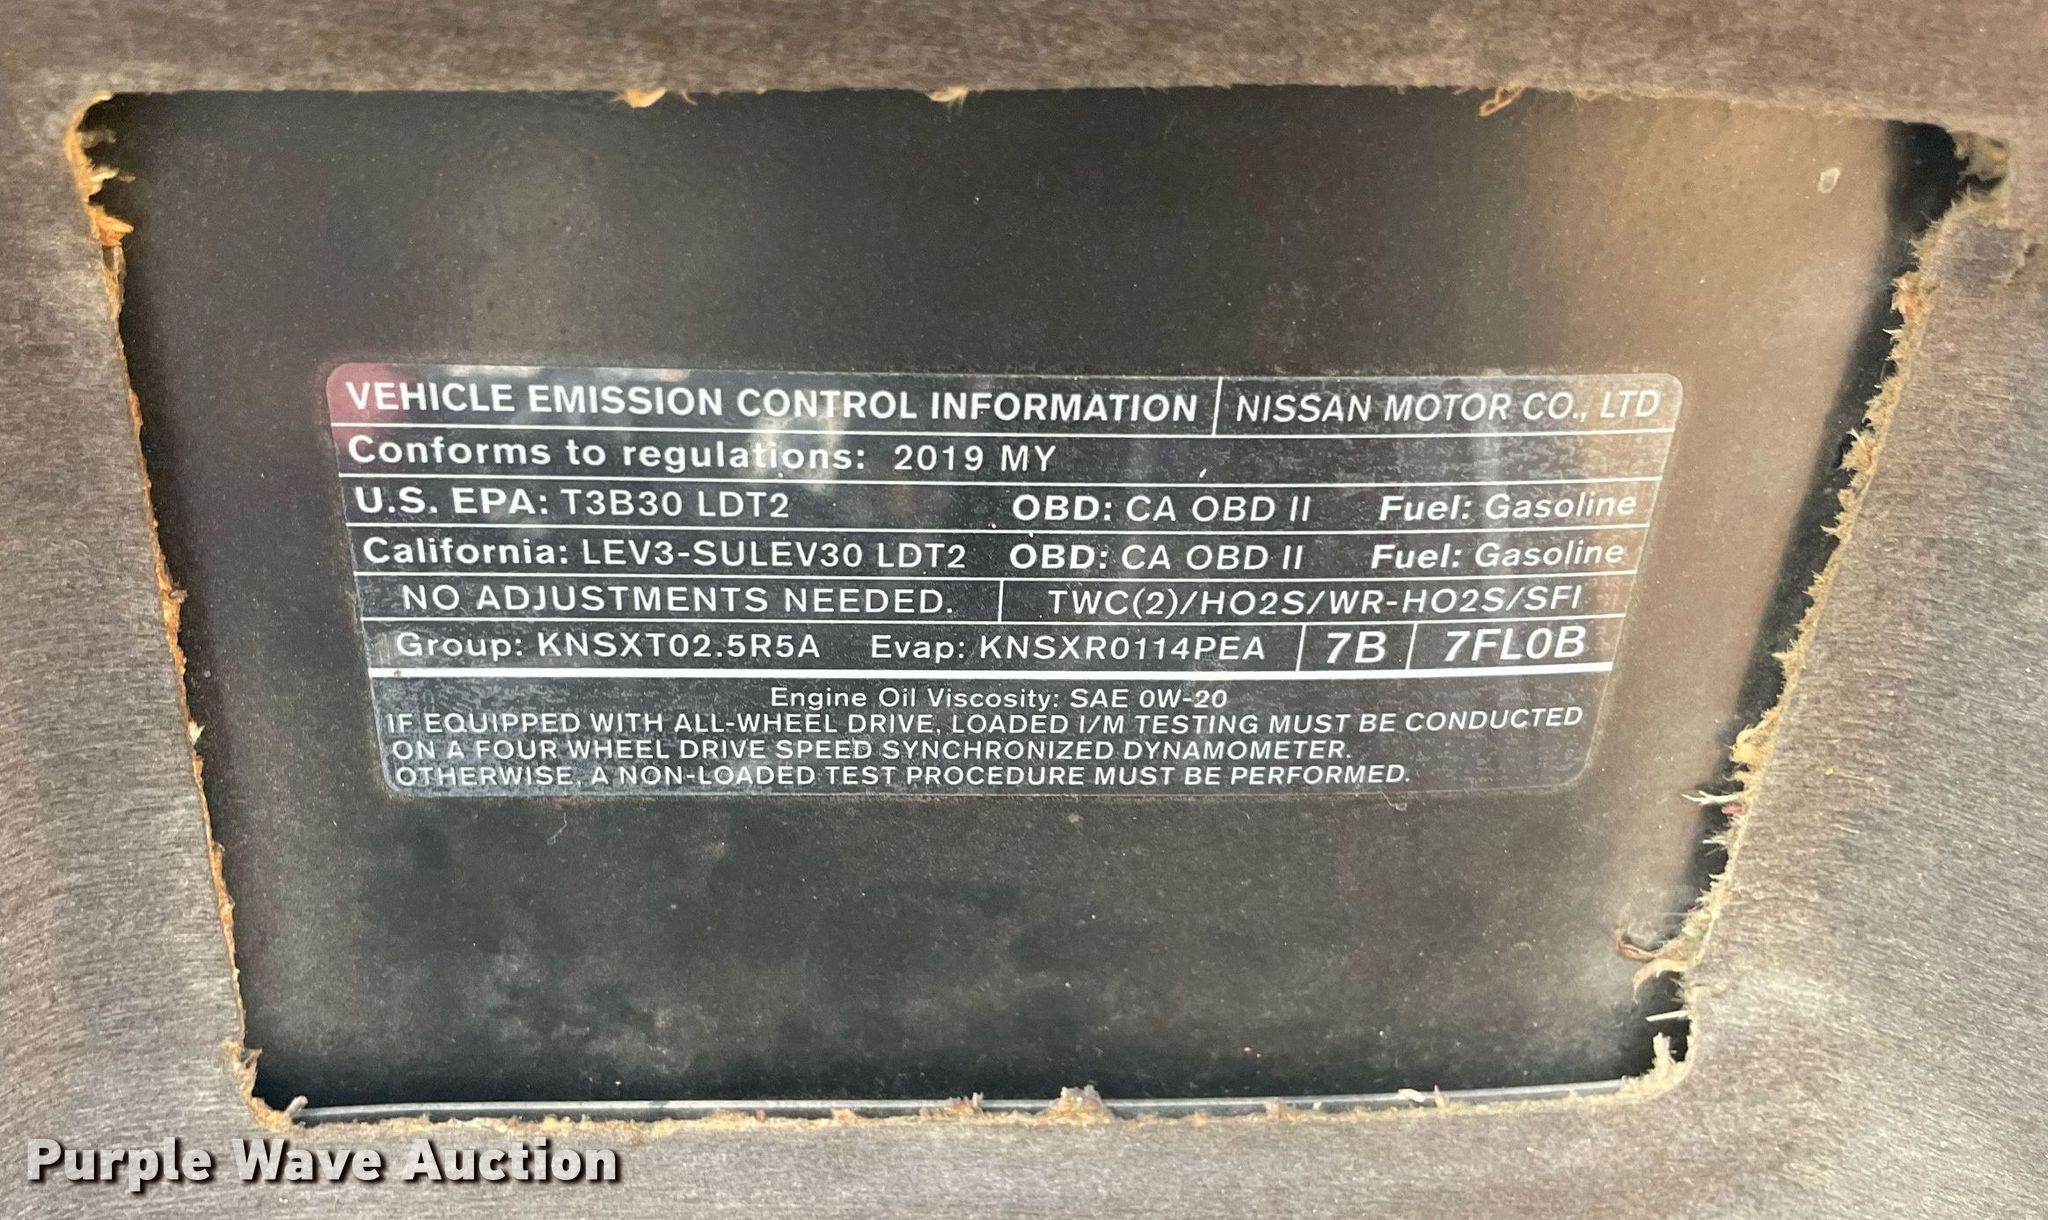 VEHICLE EMISSION CONTROL INFORMATION NISSAN MOTOR CO., LTD
Conforms to regulations: 2019 MY
U.S. EPA: T3B30 LDT2 OBD: CA OBD II Fuel: Gasoline
California: LEV3-SULEV30 LDT2 OBD: CA OBD II Fuel: Gasoline
NO ADJUSTMENTS NEEDED. TWC(2)/HO2S/WR-HO2S/SFI
Group: KNSXT02.5R5A Evap: KNSXR0114PEA 7B 7FL0B
Engine Oil Viscosity: SAE 0W-20
IF EQUIPPED WITH ALL-WHEEL DRIVE, LOADED I/M TESTING MUST BE CONDUCTED
ON A FOUR WHEEL DRIVE SPEED SYNCHRONIZED DYNAMOMETER.
OTHERWISE, A NON-LOADED TEST PROCEDURE MUST BE PERFORMED.
Purple Wave Auction